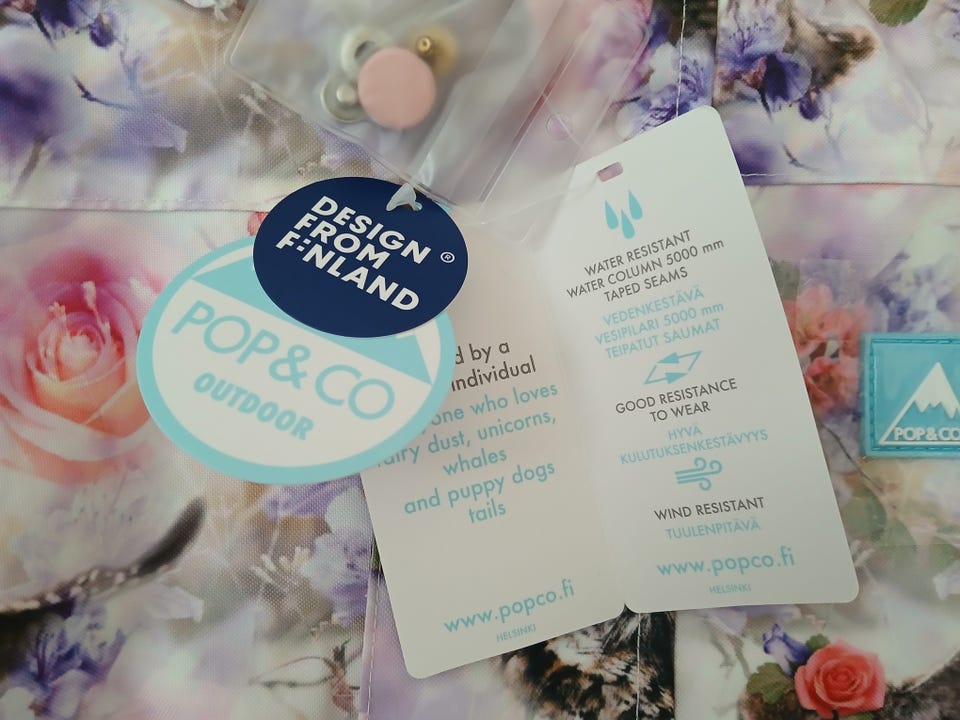 DESIGN
FROM
FINLAND
®
POP & CO
OUTDOOR
d by a
individual
one who loves
fairy dust, unicorns,
whales
and puppy dogs
tails
www.popco.fi
HELSINKI
WATER RESISTANT
WATER COLUMN 5000 mm
TAPED SEAMS
VEDENKESTÄVÄ
VESIPILARI 5000 mm
TEIPATUT SAUMAT
GOOD RESISTANCE
TO WEAR
HYVÄ
KULUTUKSENKESTÄVYYS
WIND RESISTANT
TUULENPITÄVÄ
www.popco.fi
HELSINKI
POP&CO